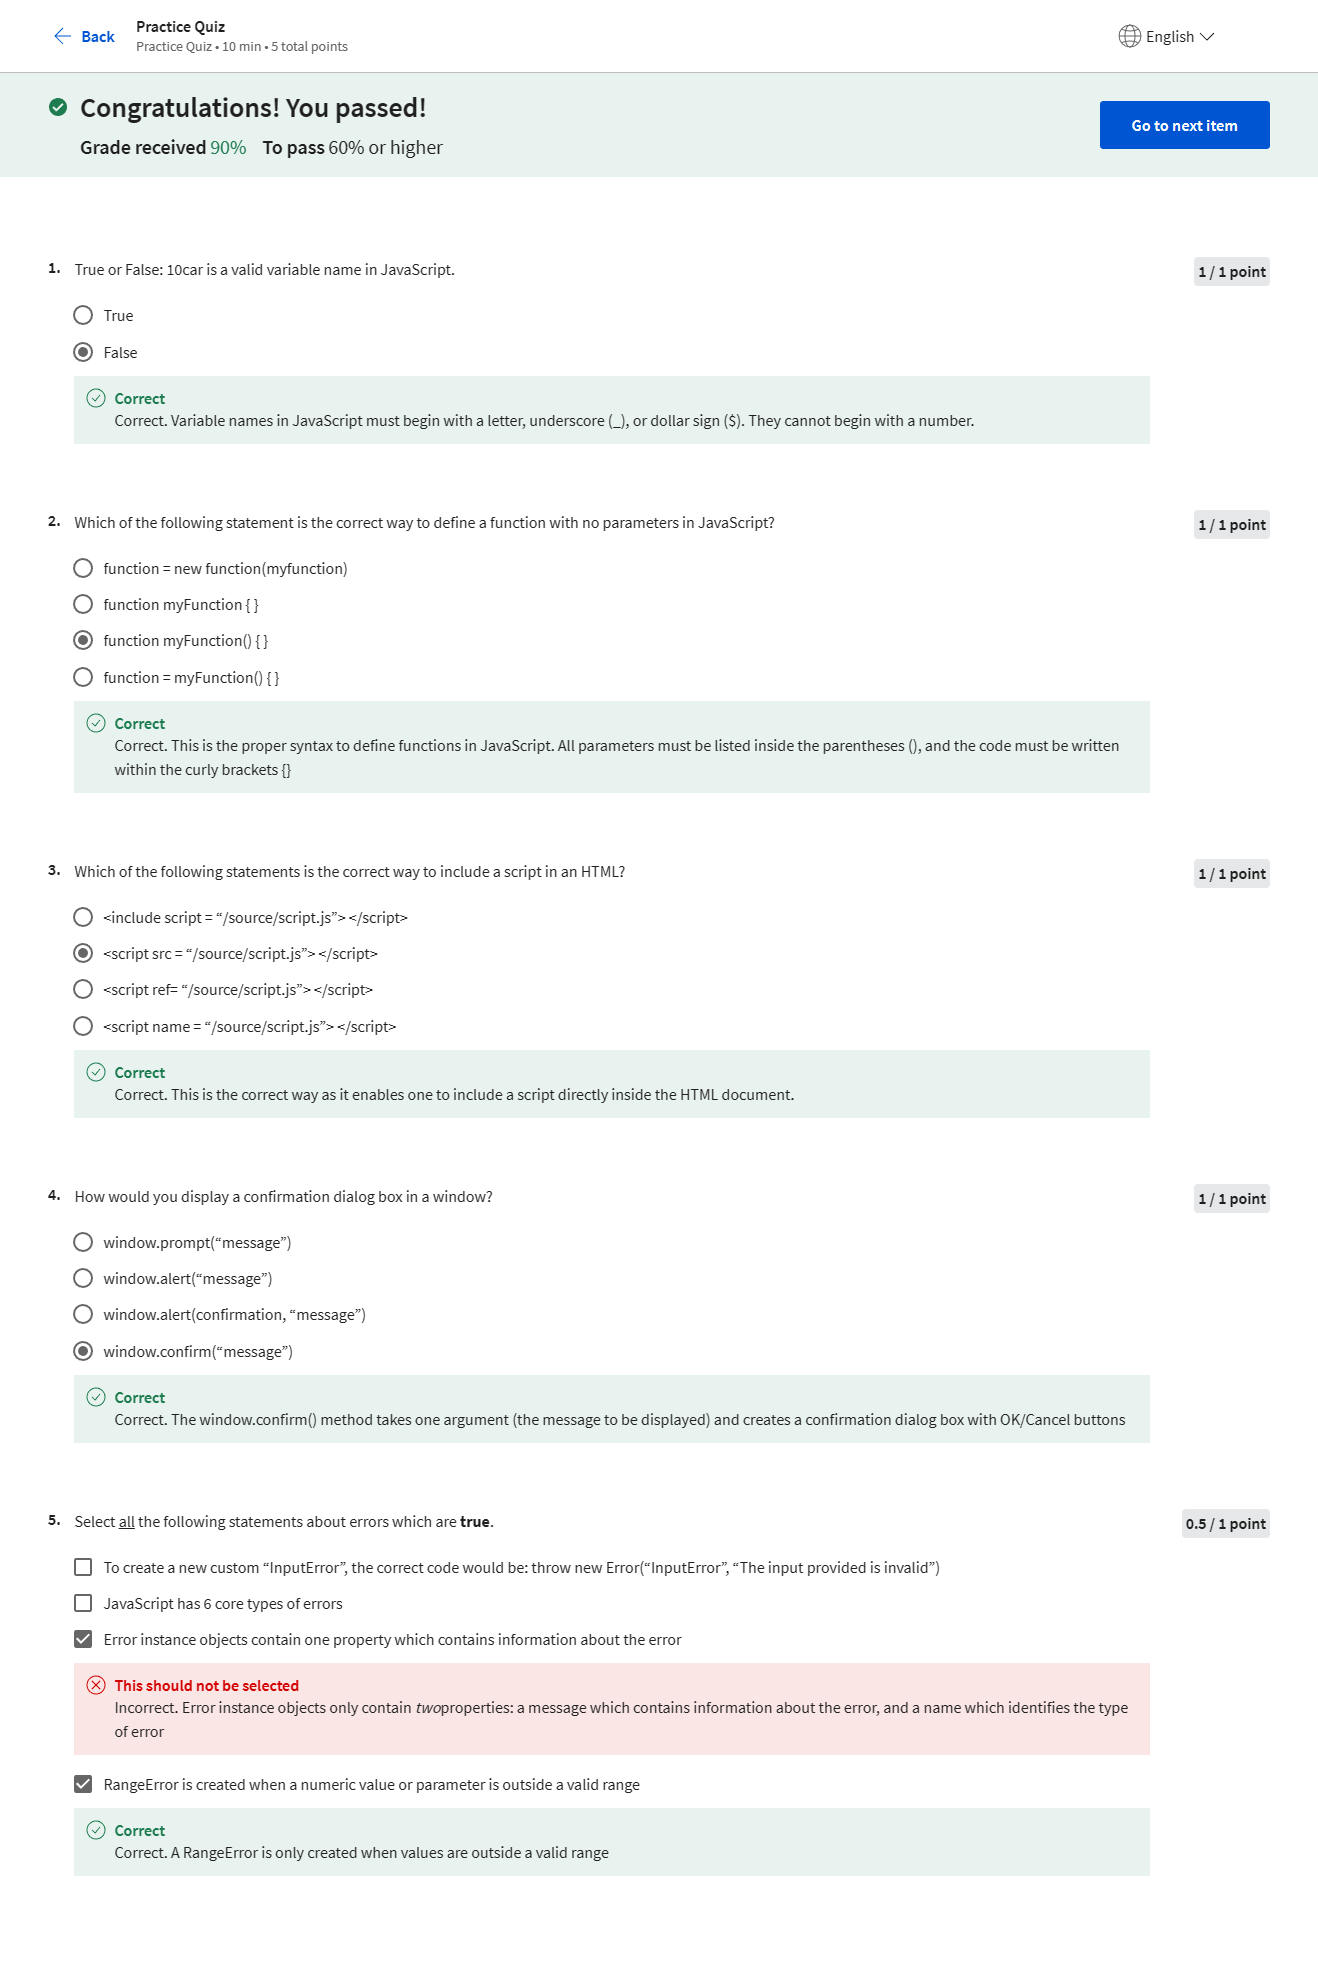 Back
Practice Quiz
Practice Quiz • 10 min • 5 total points
English
Congratulations! You passed!
Grade received 90% To pass 60% or higher
Go to next item
1. True or False: 10car is a valid variable name in JavaScript.
1 / 1 point
True
False
Correct
Correct. Variable names in JavaScript must begin with a letter, underscore (_), or dollar sign ($). They cannot begin with a number.
2. Which of the following statement is the correct way to define a function with no parameters in JavaScript?
1 / 1 point
function = new function(myfunction)
function myFunction { }
function myFunction() { }
function = myFunction() { }
Correct
Correct. This is the proper syntax to define functions in JavaScript. All parameters must be listed inside the parentheses (), and the code must be written
within the curly brackets {}
3. Which of the following statements is the correct way to include a script in an HTML?
1 / 1 point
<include script = “/source/script.js”> </script>
<script src = “/source/script.js”> </script>
<script ref= “/source/script.js”> </script>
<script name = “/source/script.js”> </script>
Correct
Correct. This is the correct way as it enables one to include a script directly inside the HTML document.
4. How would you display a confirmation dialog box in a window?
1 / 1 point
window.prompt(“message”)
window.alert(“message”)
window.alert(confirmation, “message”)
window.confirm(“message”)
Correct
Correct. The window.confirm() method takes one argument (the message to be displayed) and creates a confirmation dialog box with OK/Cancel buttons
5. Select all the following statements about errors which are true.
0.5 / 1 point
To create a new custom “InputError”, the correct code would be: throw new Error(“InputError”, “The input provided is invalid”)
JavaScript has 6 core types of errors
Error instance objects contain one property which contains information about the error
This should not be selected
Incorrect. Error instance objects only contain twoproperties: a message which contains information about the error, and a name which identifies the type
of error
RangeError is created when a numeric value or parameter is outside a valid range
Correct
Correct. A RangeError is only created when values are outside a valid range